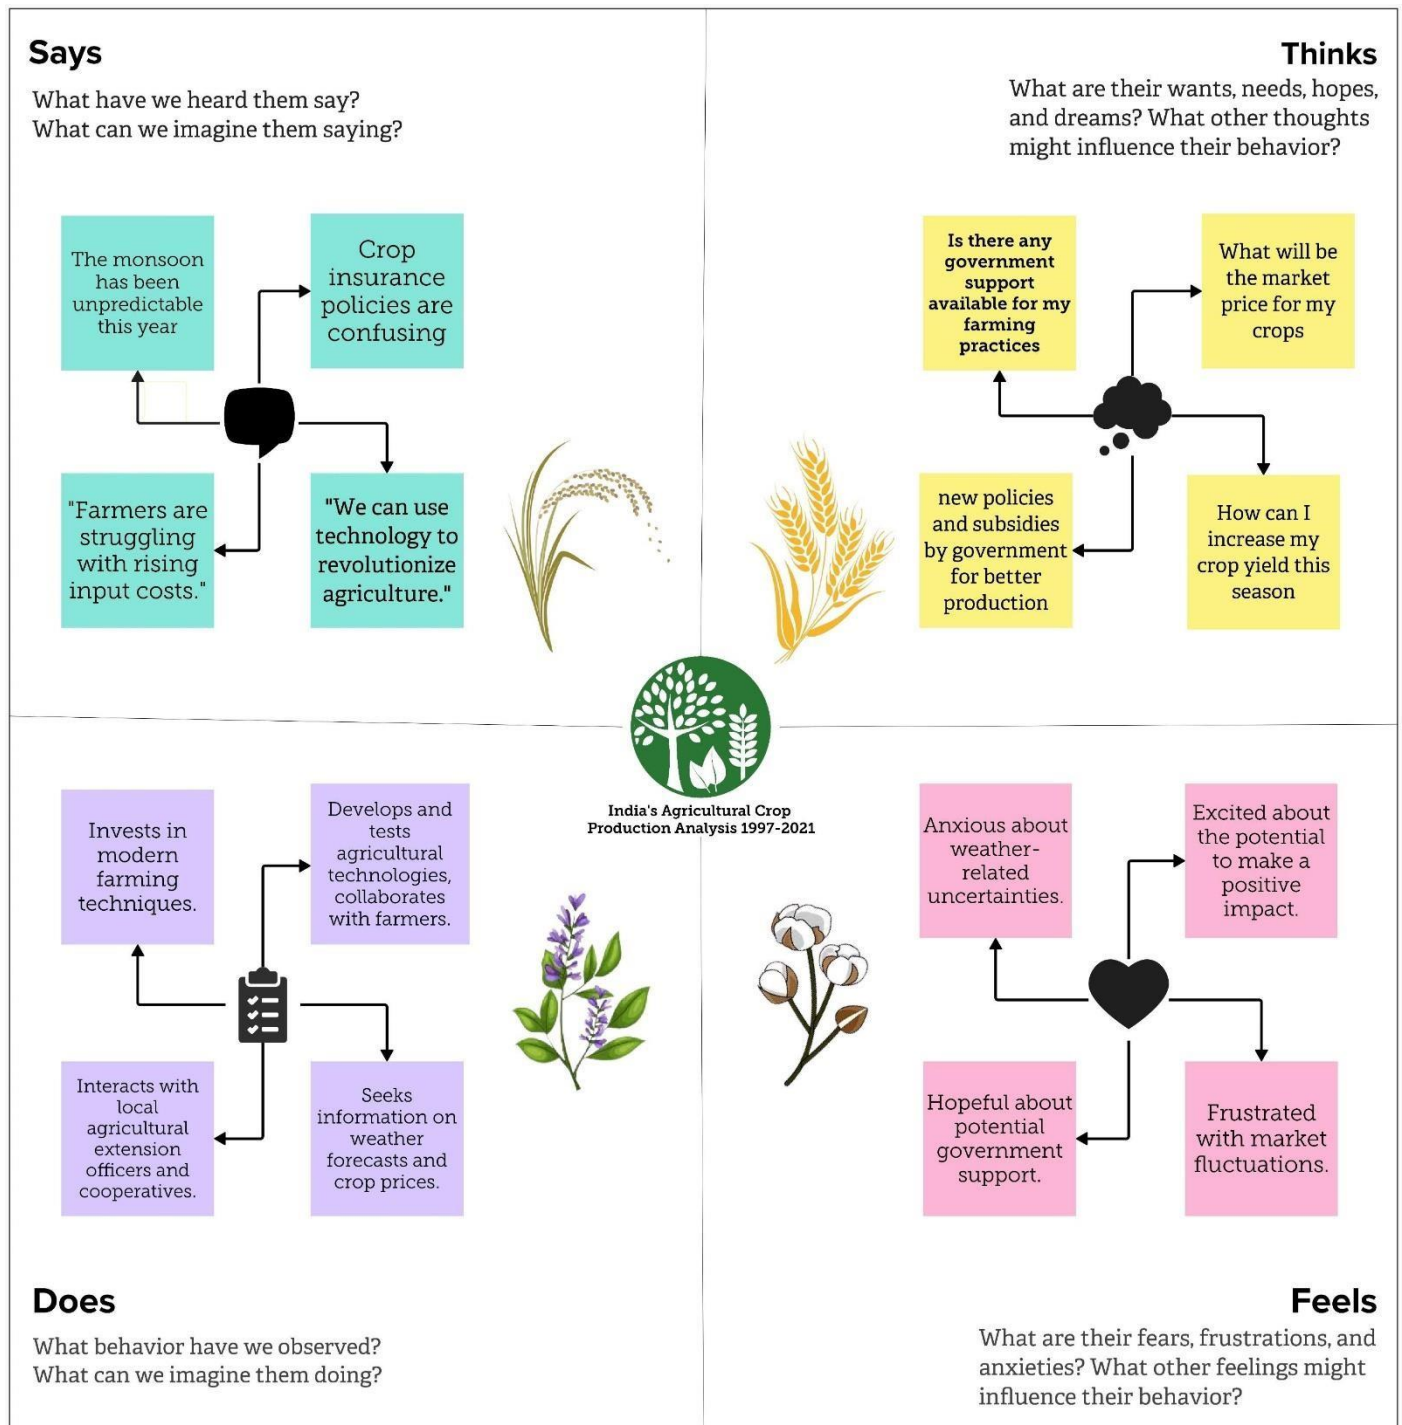 Says
What have we heard them say?
What can we imagine them saying?
The monsoon
has been
unpredictable
this year
Crop
insurance
policies are
confusing
"Farmers are
struggling
with rising
input costs."
"We can use
technology to
revolutionize
agriculture."
Thinks
What are their wants, needs, hopes,
and dreams? What other thoughts
might influence their behavior?
Is there any
government
support
available for my
farming
practices
What will be
the market
price for my
crops
new policies
and subsidies
by government
for better
production
How can I
increase my
crop yield this
season
India's Agricultural Crop
Production Analysis 1997-2021
Invests in
modern
farming
techniques.
Develops and
tests
agricultural
technologies,
collaborates
with farmers.
Interacts with
local
agricultural
extension
officers and
cooperatives.
Seeks
information on
weather
forecasts and
crop prices.
Does
What behavior have we observed?
What can we imagine them doing?
Anxious about
weather-
related
uncertainties.
Excited about
the potential
to make a
positive
impact.
Hopeful about
potential
government
support.
Frustrated
with market
fluctuations.
Feels
What are their fears, frustrations, and
anxieties? What other feelings might
influence their behavior?